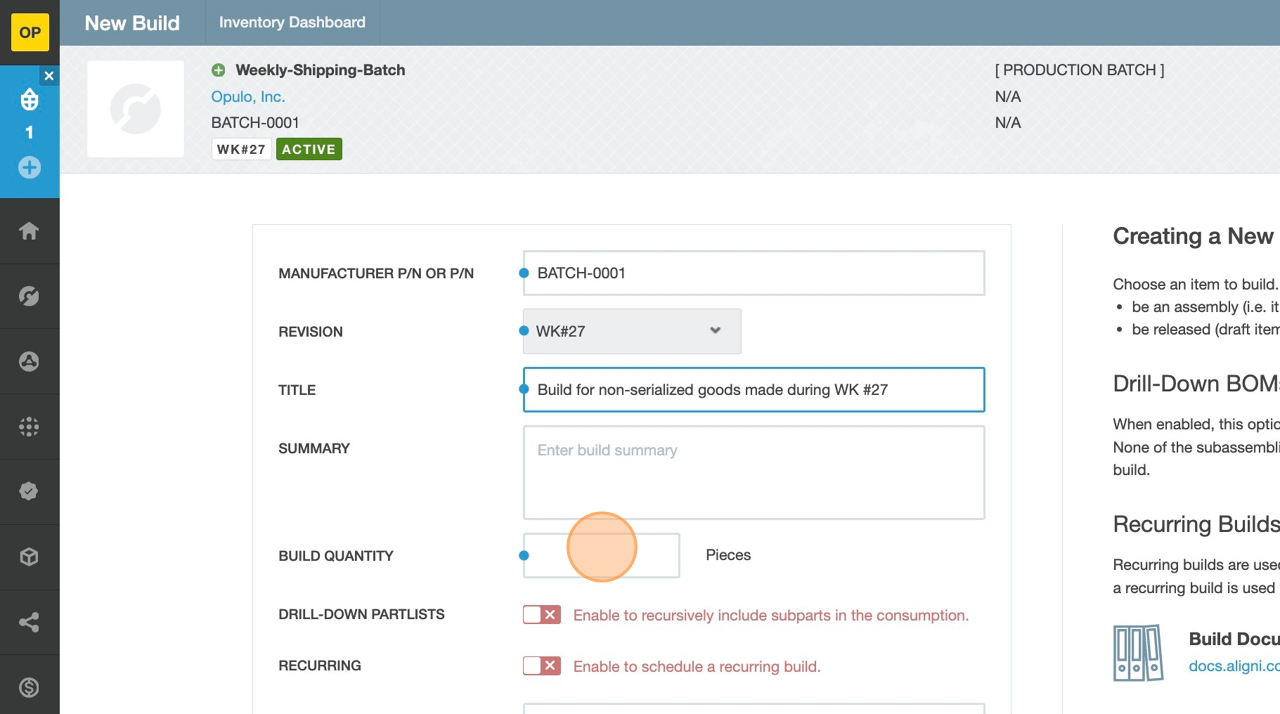 OP
New Build
Inventory Dashboard
1
Weekly-Shipping-Batch
Opulo, Inc.
BATCH-0001
WK#27 ACTIVE
[ PRODUCTION BATCH ]
N/A
N/A
MANUFACTURER P/N OR P/N
BATCH-0001
REVISION
WK#27
TITLE
Build for non-serialized goods made during WK #27
SUMMARY
Enter build summary
BUILD QUANTITY
Pieces
DRILL-DOWN PARTLISTS
Enable to recursively include subparts in the consumption.
RECURRING
Enable to schedule a recurring build.
Creating a New
Choose an item to build.
• be an assembly (i.e. it
• be released (draft item
Drill-Down BOMs
When enabled, this optio
None of the subassembli
build.
Recurring Builds
Recurring builds are used
a recurring build is used
Build Docu
docs.aligni.co